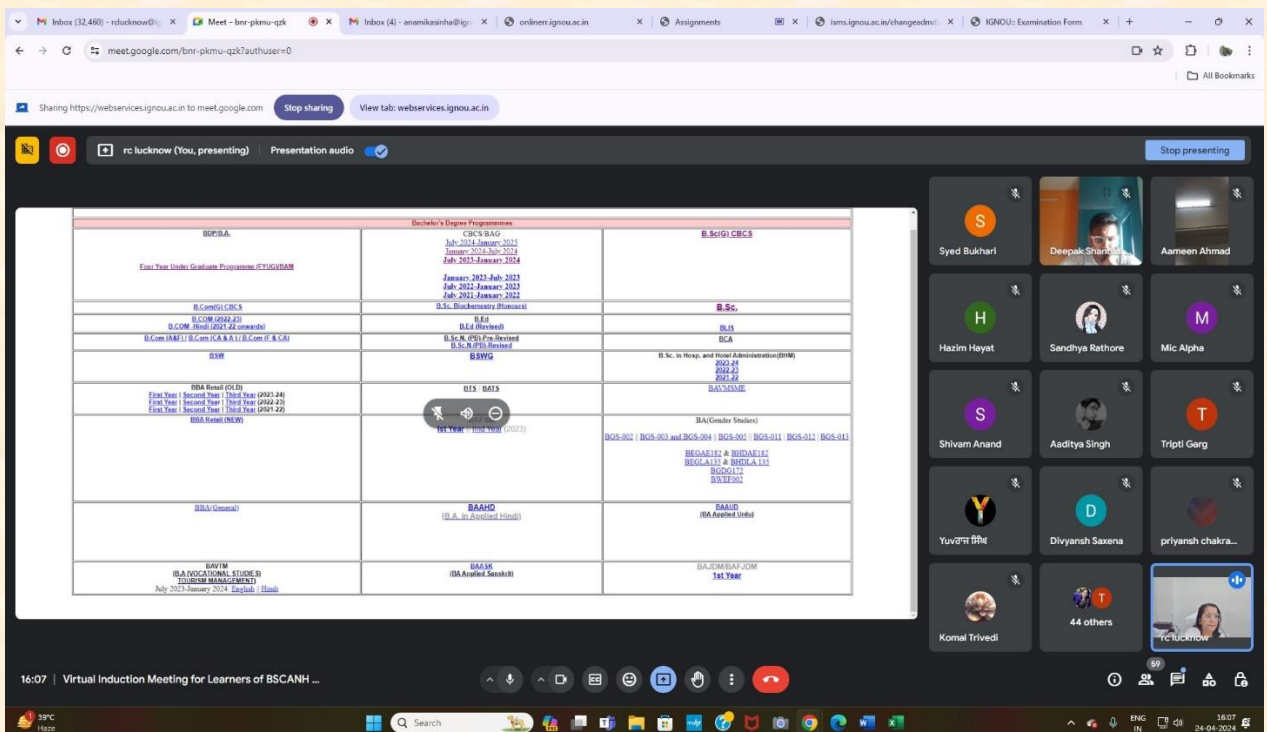 Inbox (32,460) - rclucknow@ig
Meet – bnr-pkmu-qzk
Inbox (4) - anamikasinha@ign
onlinerr.ignou.ac.in
Assignments
isms.ignou.ac.in/changeadmd
IGNOU:: Examination Form
meet.google.com/bnr-pkmu-qzk?authuser=0
All Bookmarks
Sharing https://webservices.ignou.ac.in to meet.google.com
Stop sharing
View tab: webservices.ignou.ac.in
rc lucknow (You, presenting)
Presentation audio
Stop presenting
Bachelor's Degree Programmes
BDP/B.A.
Four Year Under Graduate Programme (FYUG)/BAM
CBCS BAG
July 2024-January 2025
January 2024-July 2024
July 2023-January 2024
January 2023-July 2023
July 2022-January 2023
July 2021-January 2022
B.Sc(G) CBCS
B.Com(G) CBCS
B.Sc. Biochemestry (Honours)
B.Sc.
B.COM (2022-23)
B.COM -Hindi (2021-22 onwards)
B.Ed
B.Ed (Revised)
BLIS
B.Com (A&F) / B.Com (CA & A ) / B.Com (F & CA)
B.Sc.N. (PB)-Pre-Revised
B.Sc.N.(PB)-Revised
BCA
BSW
BSWG
B.Sc. in Hosp. and Hotel Administration(BHM)
2023-24
2022-23
2021-22
BBA Retail (OLD)
First Year | Second Year | Third Year (2023-24)
First Year | Second Year | Third Year (2022-23)
First Year | Second Year | Third Year (2021-22)
BTS / BATS
BAVMSME
BBA Retail (NEW)
Ist Year
IInd Year (2023)
BA(Gender Studies)
BGS-002 | BGS-003 and BGS-004 | BGS-005 | BGS-011 | BGS-012 | BGS-013
BEGAE182 & BHDAE182
BEGLA135 & BHDLA 135
BGDG172
BWEF002
BBA(General)
BAAHD
(B.A. in Applied Hindi)
BAAUD
(BA Applied Urdu)
BAVTM
(B.A (VOCATIONAL STUDIES)
TOURISM MANAGEMENT)
July 2023-January 2024: English | Hindi
BAASK
(BA Applied Sanskrit)
BAJDM/BAFJDM
1st Year
S
Syed Bukhari
Deepak Sharma
Aameen Ahmad
H
Hazim Hayat
Sandhya Rathore
M
Mic Alpha
S
Shivam Anand
Aaditya Singh
T
Tripti Garg
Y
Yuvਰਾਜ ਸਿੰਘ
D
Divyansh Saxena
priyansh chakra...
Komal Trivedi
T
44 others
rc lucknow
16:07 | Virtual Induction Meeting for Learners of BSCANH ...
59
39°C
Haze
Search
ENG
IN
16:07
24-04-2024